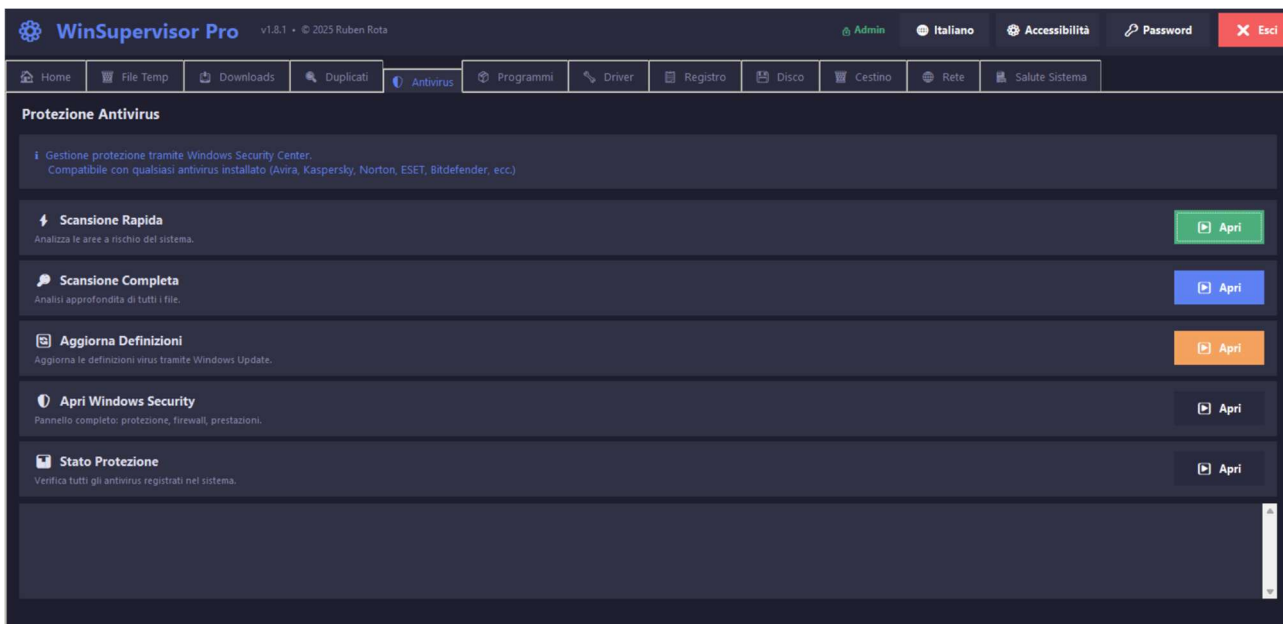 WinSupervisor Pro v1.8.1 • © 2025 Ruben Rota Admin Italiano Accessibilità Password Esci
Home File Temp Downloads Duplicati Antivirus Programmi Driver Registro Disco Cestino Rete Salute Sistema
Protezione Antivirus
Gestione protezione tramite Windows Security Center.
Compatibile con qualsiasi antivirus installato (Avira, Kaspersky, Norton, ESET, Bitdefender, ecc.)
Scansione Rapida
Analizza le aree a rischio del sistema.
Apri
Scansione Completa
Analisi approfondita di tutti i file.
Apri
Aggiorna Definizioni
Aggiorna le definizioni virus tramite Windows Update.
Apri
Apri Windows Security
Pannello completo: protezione, firewall, prestazioni.
Apri
Stato Protezione
Verifica tutti gli antivirus registrati nel sistema.
Apri